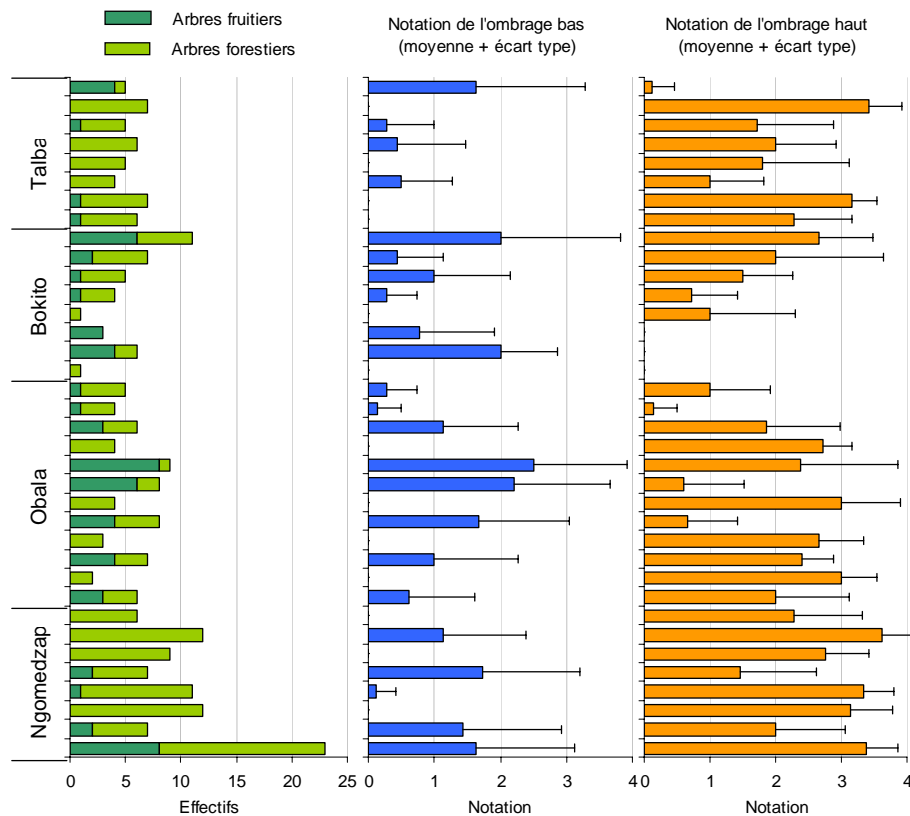 Arbres fruitiers
Arbres forestiers
Notation de l'ombrage bas
(moyenne + écart type)
Notation de l'ombrage haut
(moyenne + écart type)
Talba
Bokito
Obala
Ngomedzap
0 5 10 15 20 25
Effectifs
0 1 2 3 4
Notation
0 1 2 3 4
Notation